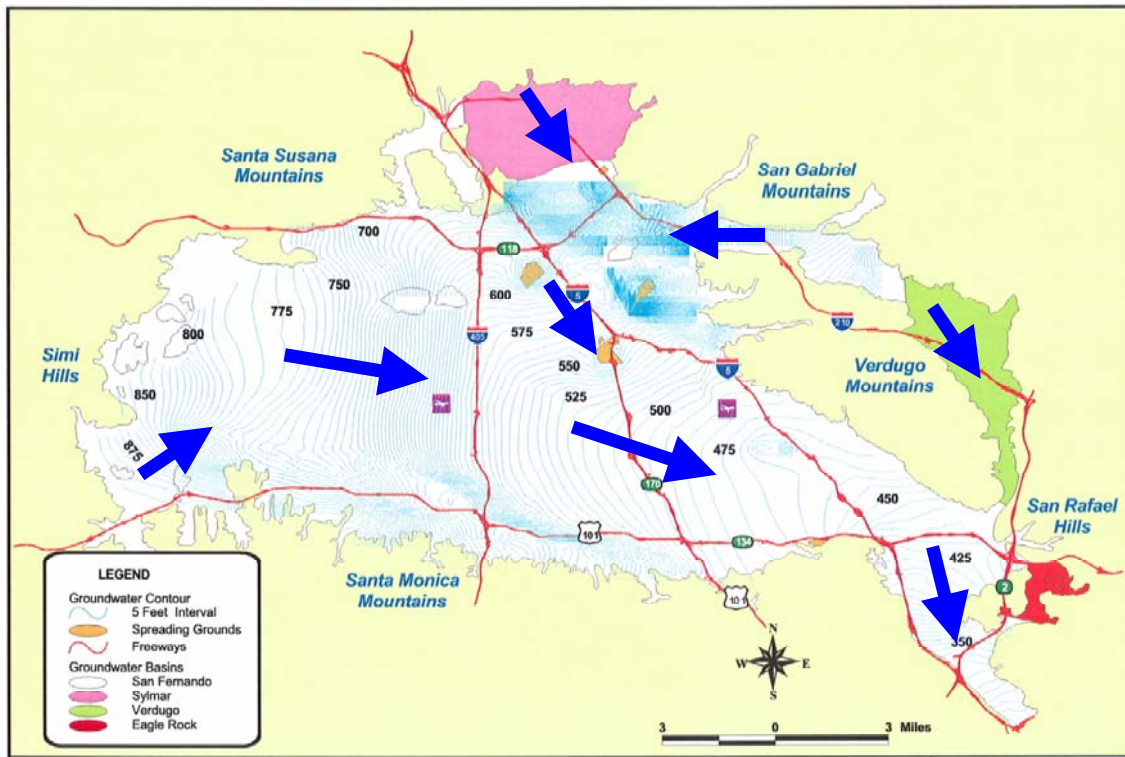 Santa Susana
Mountains
San Gabriel
Mountains
700
118
750
600
5
775
575
210
800
405
Simi
Hills
550
5
Verdugo
Mountains
850
525
500
875
475
170
450
San Rafael
Hills
101
134
425
LEGEND
Groundwater Contour
5 Feet Interval
Spreading Grounds
Freeways
Groundwater Basins
San Fernando
Sylmar
Verdugo
Eagle Rock
Santa Monica
Mountains
101
2
350
N
W E
S
3 0 3 Miles